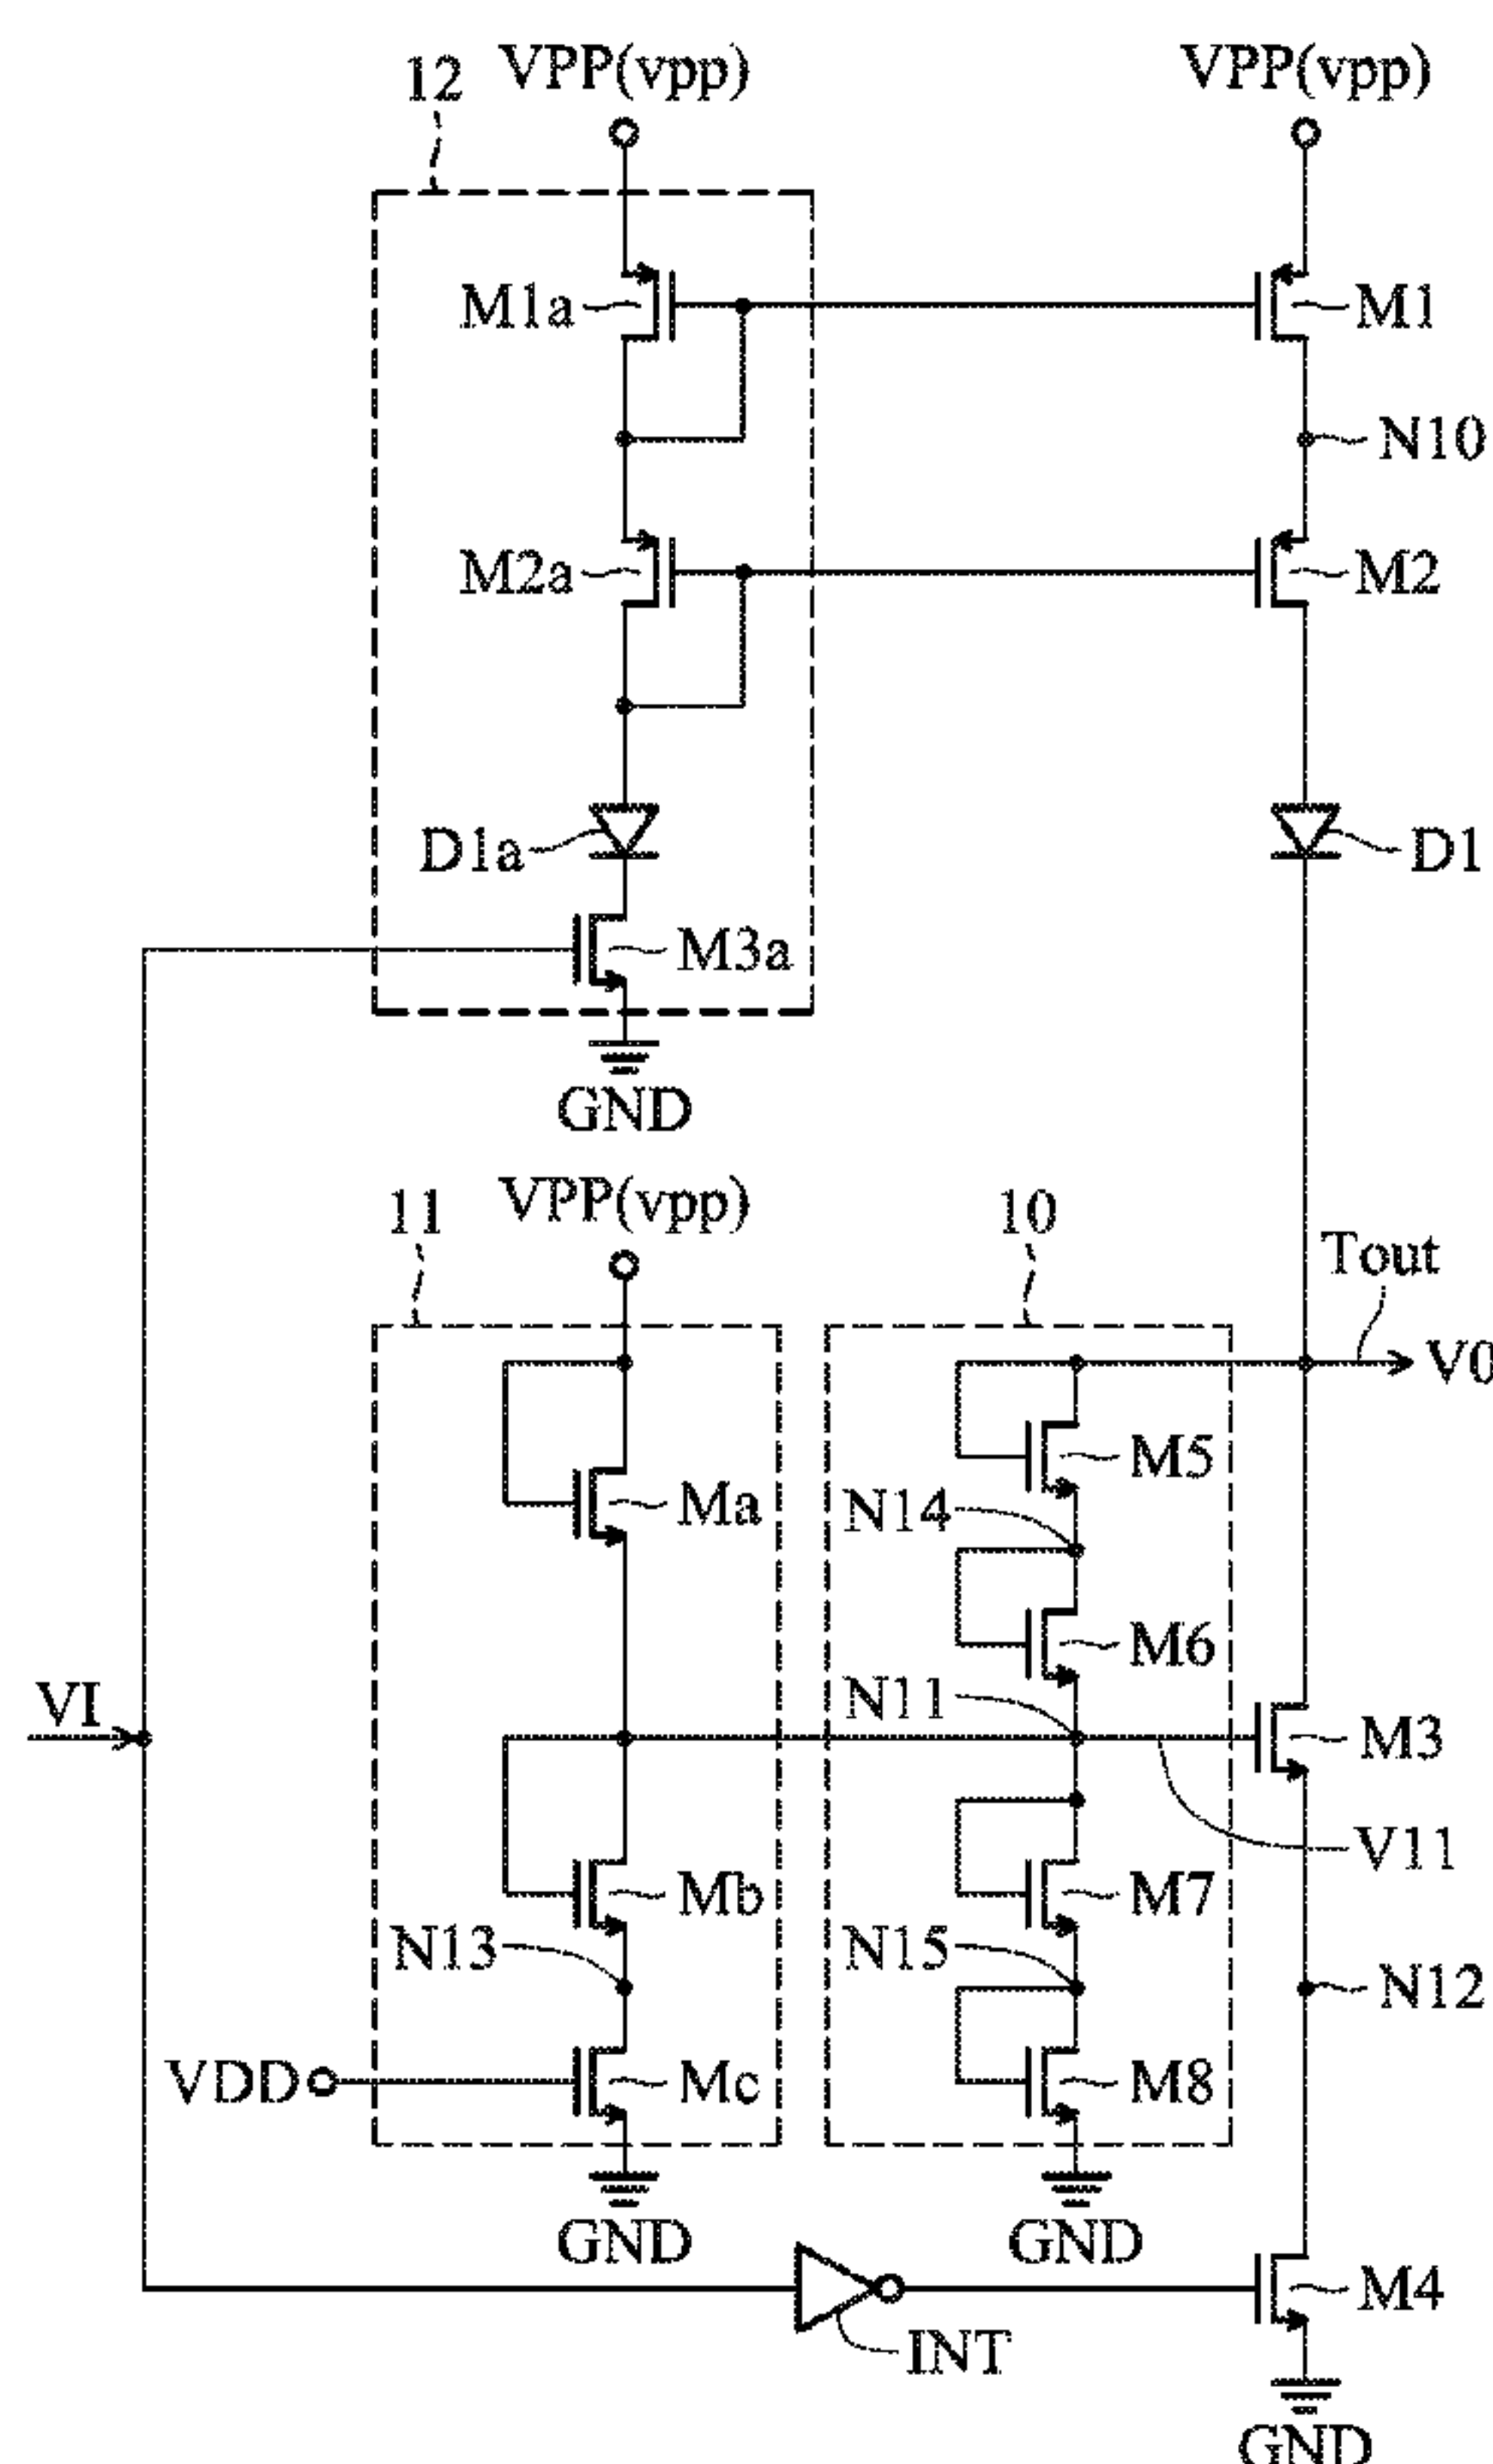 12
VPP(vpp)
VPP(vpp)
M1a
M1
N10
M2a
M2
D1a
D1
M3a
GND
11
VPP(vpp)
10
Tout
V0
Ma
M5
N14
M6
N11
VI
M3
V11
Mb
M7
N13
N15
N12
VDD
Mc
M8
GND
GND
M4
INT
GND